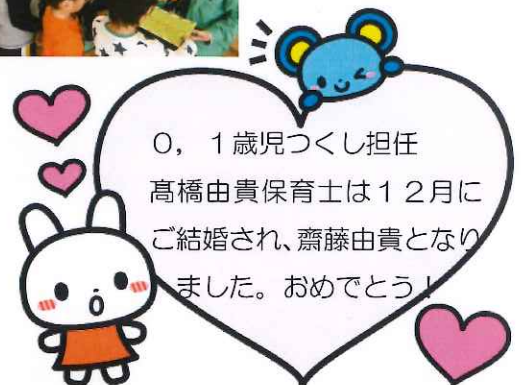 ０，１歳児つくし担任
髙橋由貴保育士は１２月に
ご結婚され、齋藤由貴となり
ました。おめでとう！